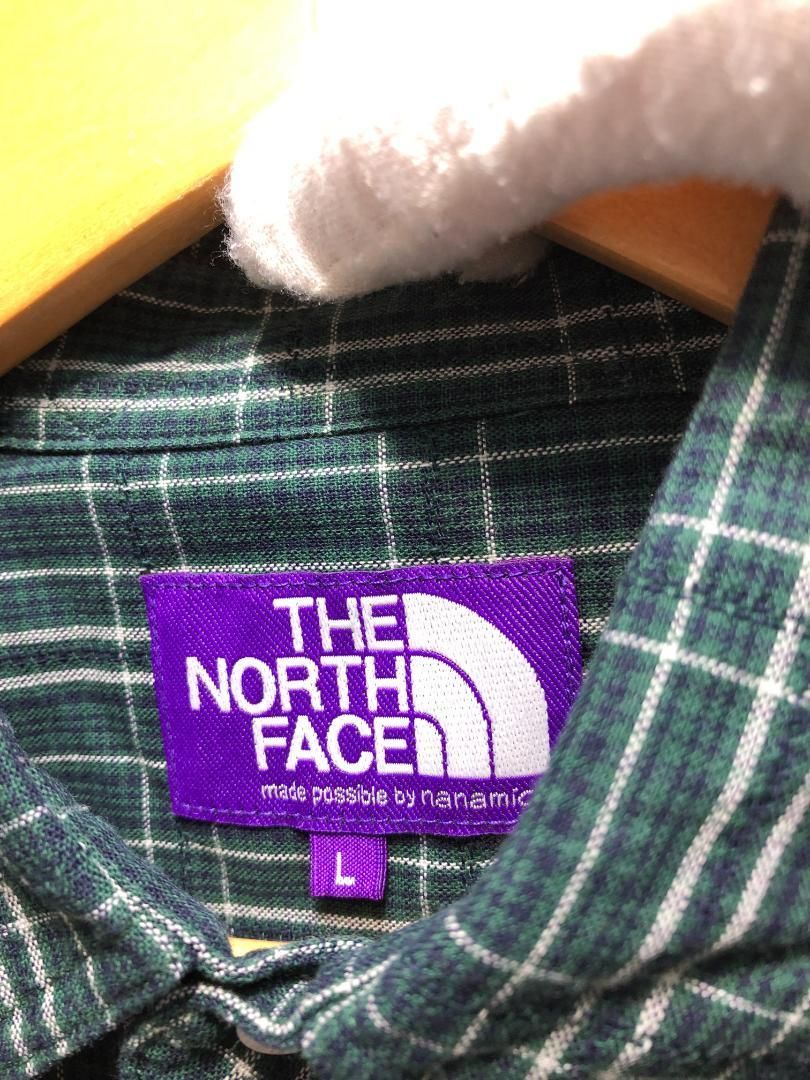 THE
NORTH
FACE
made possible by nanamic
L